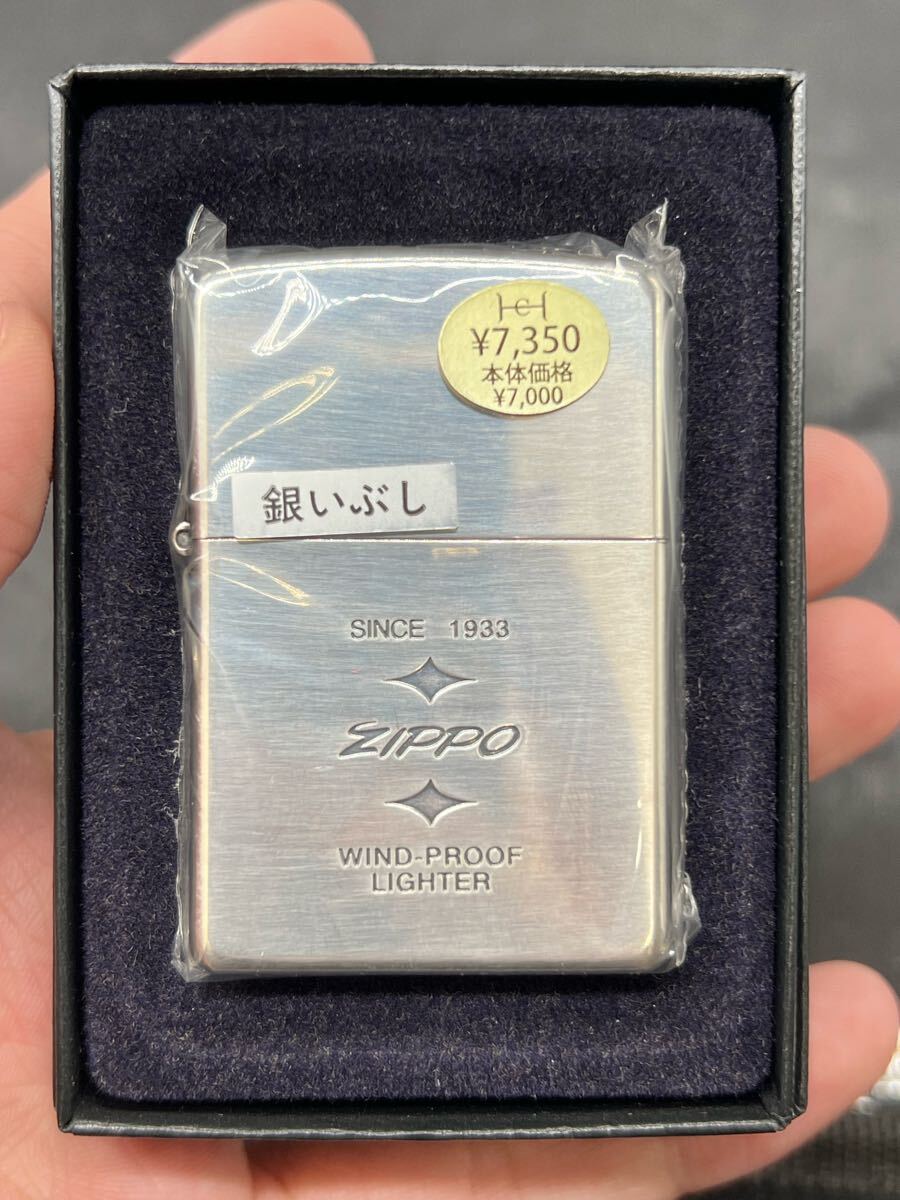 C
¥7,350
本体価格
¥7,000
銀いぶし
SINCE 1933
ZIPPO
WIND-PROOF
LIGHTER